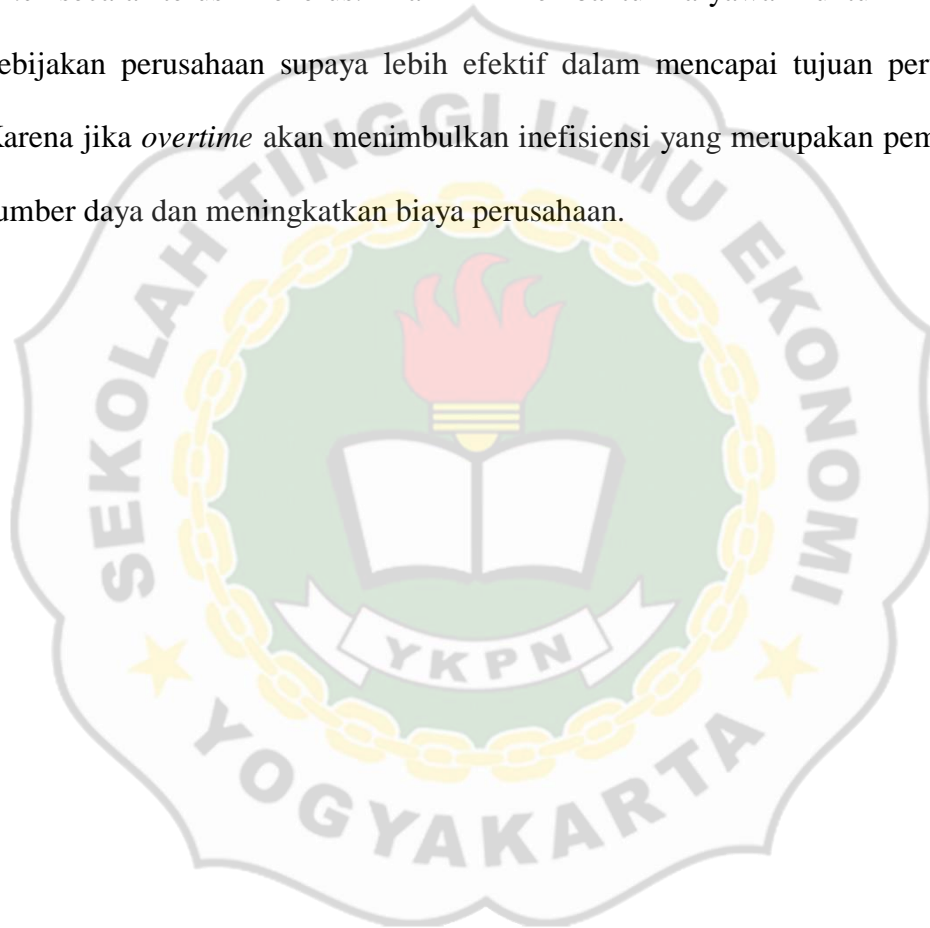 ebijakan perusahaan supaya lebih efektif dalam mencapai tujuan per
Karena jika overtime akan menimbulkan inefisiensi yang merupakan pem
umber daya dan meningkatkan biaya perusahaan.
SEKOLAH TINGGI ILMU EKONOMI
YKPN
YOGYAKARTA